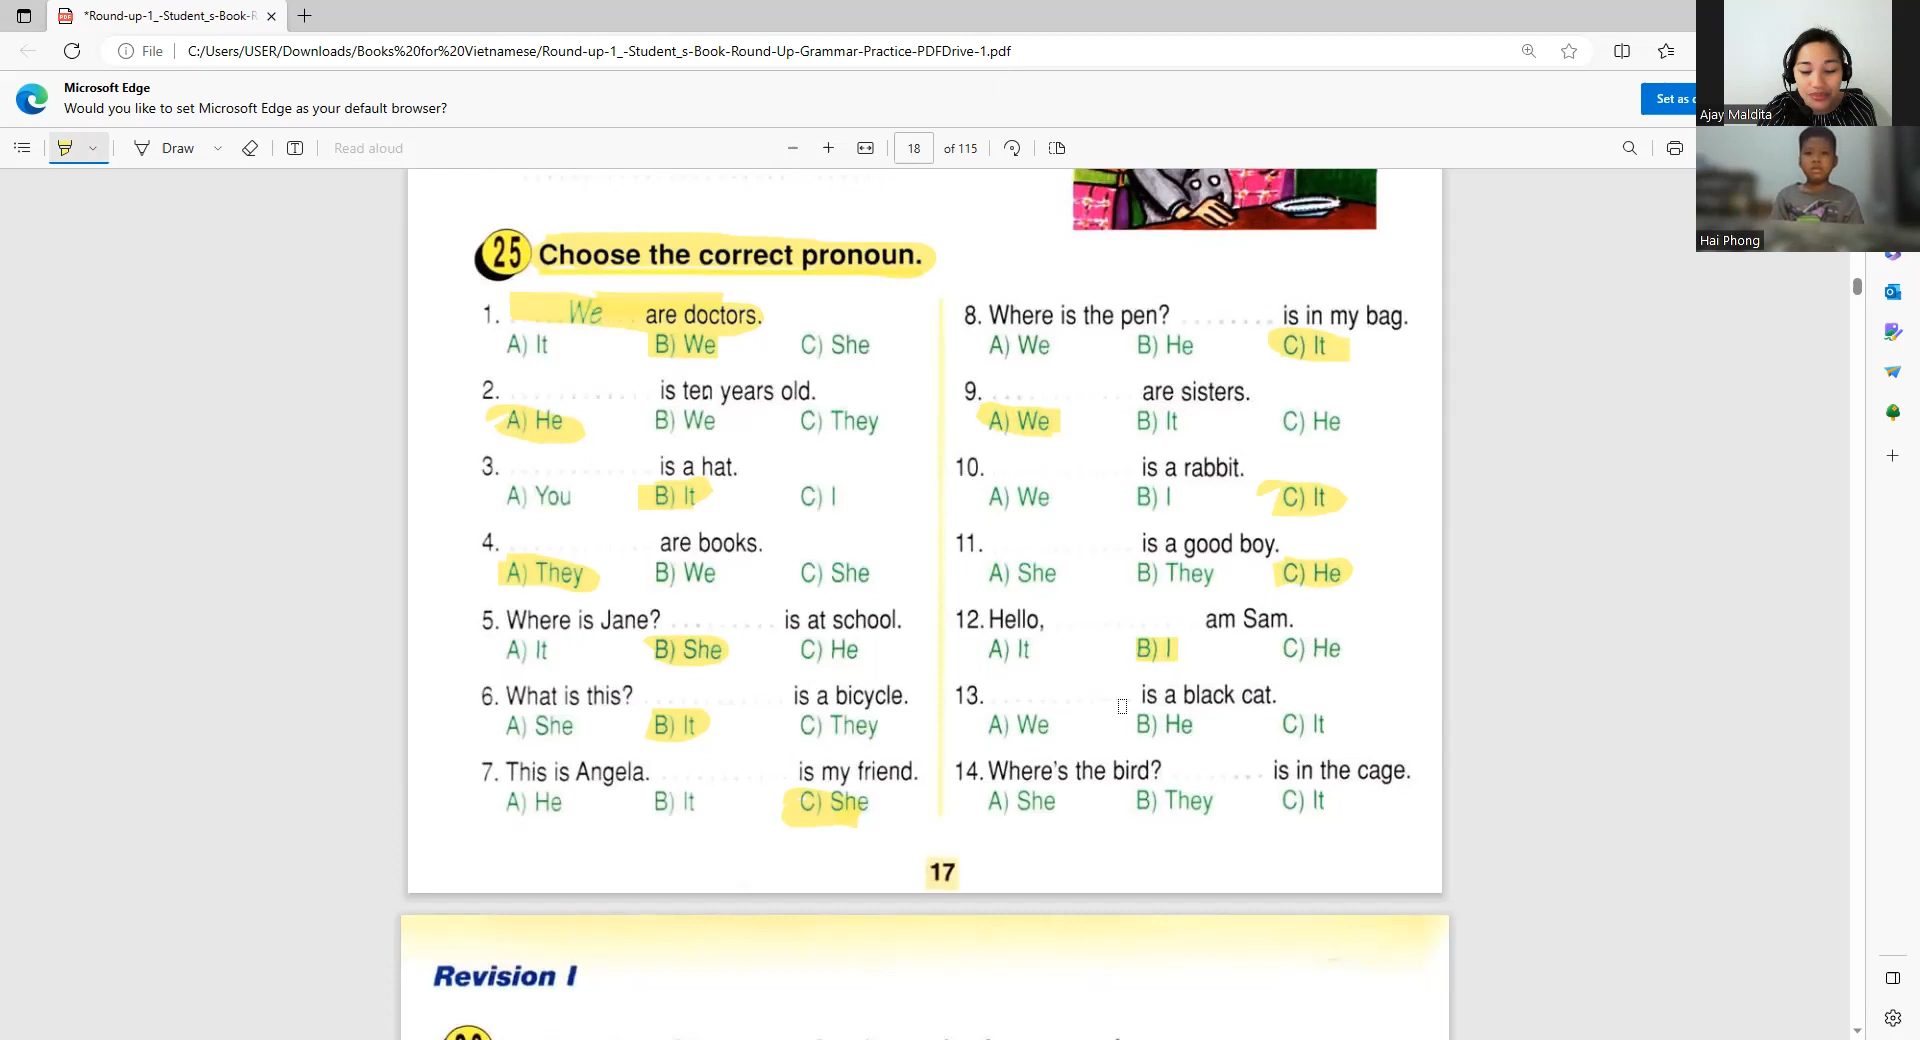 *Round-up-1_-Student_s-Book-R
File
C:/Users/USER/Downloads/Books%20for%20Vietnamese/Round-up-1_-Student_s-Book-Round-Up-Grammar-Practice-PDFDrive-1.pdf
Microsoft Edge
Would you like to set Microsoft Edge as your default browser?
Set as
Ajay Maldita
Draw
Read aloud
18 of 115
Hai Phong
25 Choose the correct pronoun.
1. We are doctors.
A) It B) We C) She
2. is ten years old.
A) He B) We C) They
3. is a hat.
A) You B) It C) I
4. are books.
A) They B) We C) She
5. Where is Jane? is at school.
A) It B) She C) He
6. What is this? is a bicycle.
A) She B) It C) They
7. This is Angela. is my friend.
A) He B) It C) She
8. Where is the pen? is in my bag.
A) We B) He C) It
9. are sisters.
A) We B) It C) He
10. is a rabbit.
A) We B) I C) It
11. is a good boy.
A) She B) They C) He
12. Hello, am Sam.
A) It B) I C) He
13. is a black cat.
A) We B) He C) It
14. Where's the bird? is in the cage.
A) She B) They C) It
17
Revision I